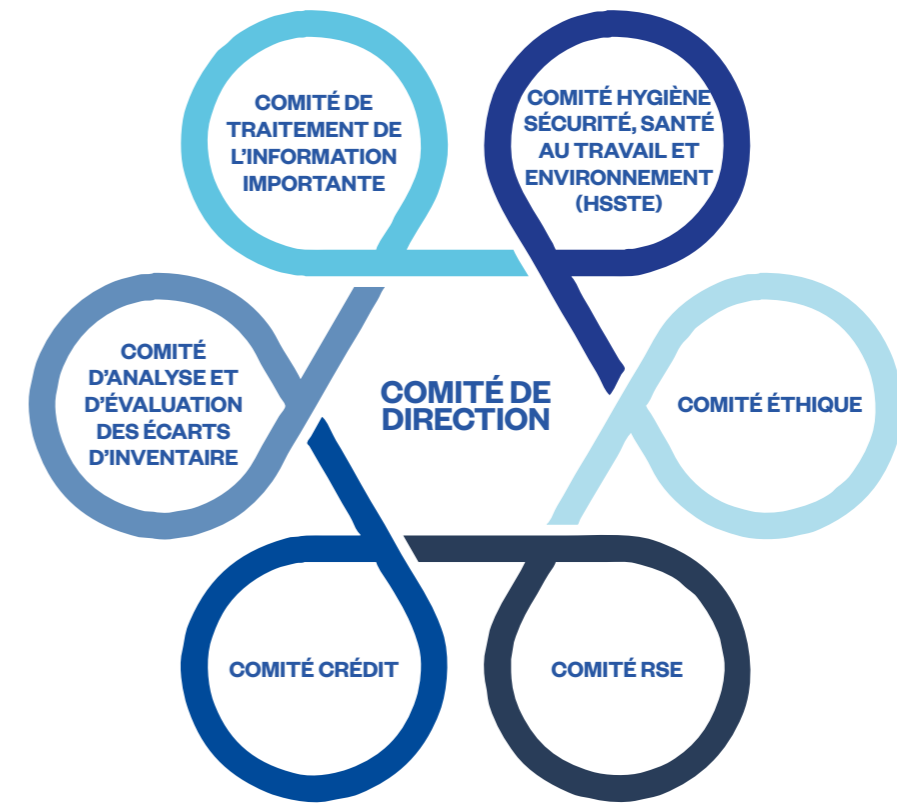 COMITÉ DE
TRAITEMENT DE
L'INFORMATION
IMPORTANTE
COMITÉ HYGIÈNE
SÉCURITÉ, SANTÉ
AU TRAVAIL ET
ENVIRONNEMENT
(HSSTE)
COMITÉ
D'ANALYSE ET
D'ÉVALUATION
DES ÉCARTS
D'INVENTAIRE
COMITÉ DE
DIRECTION
COMITÉ ÉTHIQUE
COMITÉ CRÉDIT
COMITÉ RSE